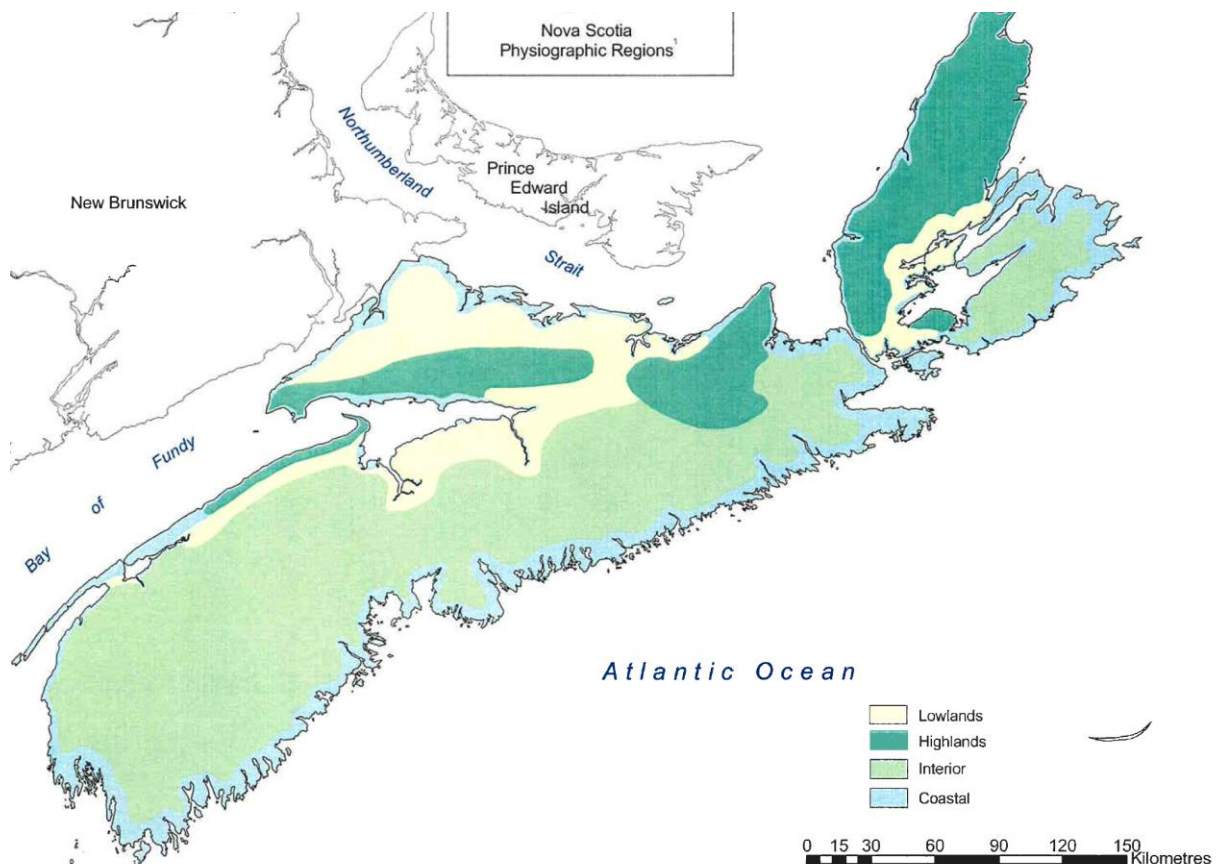 Nova Scotia
Physiographic Regions¹
Northumberland
Strait
Prince
Edward
Island
New Brunswick
Bay of Fundy
Atlantic Ocean
Lowlands
Highlands
Interior
Coastal
0 15 30 60 90 120 150
Kilometres